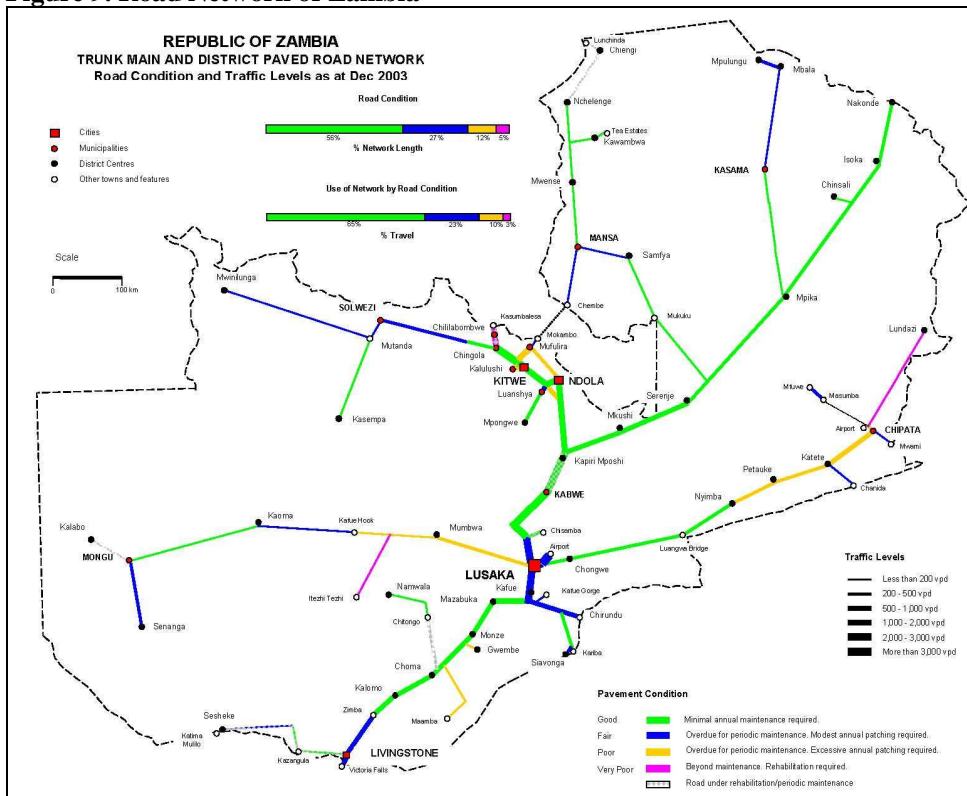 Figure 9: Road Network of Zambia
REPUBLIC OF ZAMBIA
TRUNK MAIN AND DISTRICT PAVED ROAD NETWORK
Road Condition and Traffic Levels as at Dec 2003
Road Condition
56% 27% 12% 5%
% Network Length
Use of Network by Road Condition
65% 23% 10% 3%
% Travel
Cities
Municipalities
District Centres
Other towns and features
Scale
0 100 km
Lunchinda
Chiengi
Nchelenge
Tea Estates
Kawambwa
Mwense
MANSA
Samfya
Chembe
Mukuku
Mokambo
Mufulira
Mpulungu
Mbala
Nakonde
KASAMA
Isoka
Chinsali
Mpika
Lundazi
Mfuwe
Masumba
Airport
CHIPATA
Mwami
Katete
Chanida
Petauke
Nyimba
Luangwa Bridge
Mwinilunga
SOLWEZI
Mutanda
Kasempa
Chililabombwe
Kasumbalesa
Chingola
Kalulushi
KITWE
NDOLA
Luanshya
Mpongwe
Serenje
Mkushi
Kapiri Mposhi
KABWE
Chisamba
Airport
LUSAKA
Chongwe
Kafue
Kafue Gorge
Chirundu
Kariba
Siavonga
Kalabo
MONGU
Senanga
Kaoma
Kafue Hook
Mumbwa
Itezhi Tezhi
Namwala
Chitongo
Mazabuka
Monze
Gwembe
Choma
Maamba
Kalomo
Zimba
LIVINGSTONE
Victoria Falls
Kazangula
Sesheke
Katima
Mulilo
Traffic Levels
Less than 200 vpd
200 - 500 vpd
500 - 1,000 vpd
1,000 - 2,000 vpd
2,000 - 3,000 vpd
More than 3,000 vpd
Pavement Condition
Good Minimal annual maintenance required.
Fair Overdue for periodic maintenance. Modest annual patching required.
Poor Overdue for periodic maintenance. Excessive annual patching required.
Very Poor Beyond maintenance. Rehabilitation required.
Road under rehabilitation/periodic maintenance